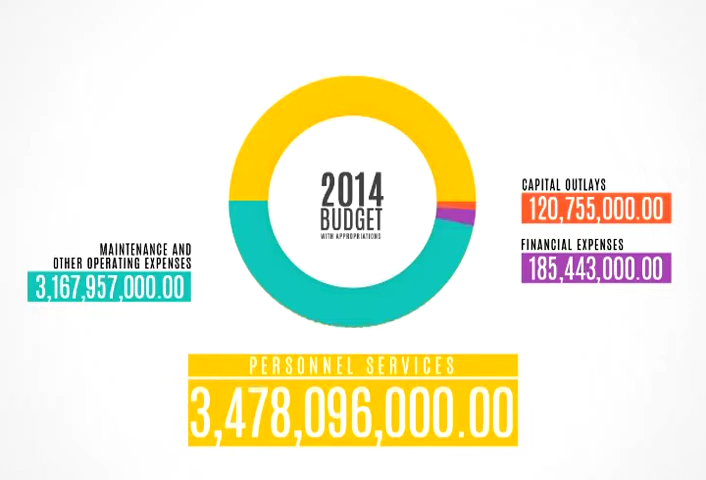 2014
BUDGET
WITH APPROPRIATIONS
CAPITAL OUTLAYS
120,755,000.00
FINANCIAL EXPENSES
185,443,000.00
MAINTENANCE AND
OTHER OPERATING EXPENSES
3,167,957,000.00
PERSONNEL SERVICES
3,478,096,000.00